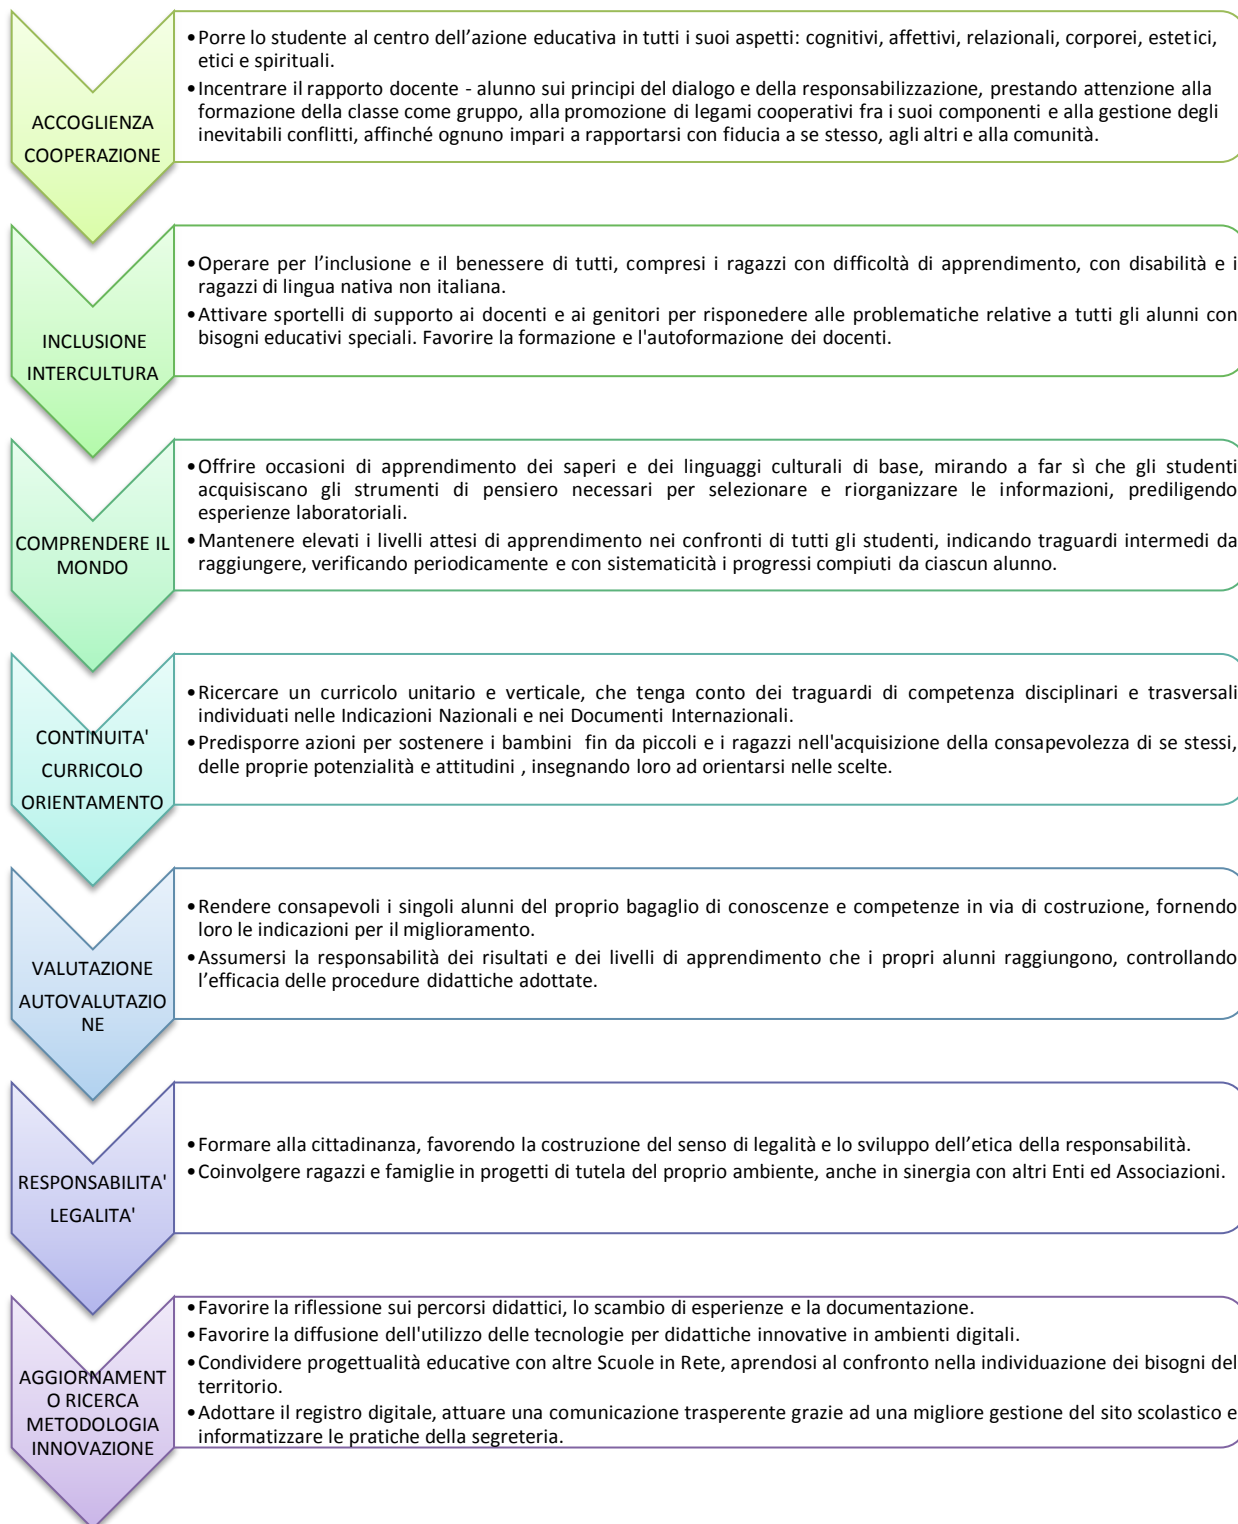 ACCOGLIENZA
COOPERAZIONE
•Porre lo studente al centro dell’azione educativa in tutti i suoi aspetti: cognitivi, affettivi, relazionali, corporei, estetici,
etici e spirituali.
•Incentrare il rapporto docente - alunno sui principi del dialogo e della responsabilizzazione, prestando attenzione alla
formazione della classe come gruppo, alla promozione di legami cooperativi fra i suoi componenti e alla gestione degli
inevitabili conflitti, affinché ognuno impari a rapportarsi con fiducia a se stesso, agli altri e alla comunità.
INCLUSIONE
INTERCULTURA
•Operare per l’inclusione e il benessere di tutti, compresi i ragazzi con difficoltà di apprendimento, con disabilità e i
ragazzi di lingua nativa non italiana.
•Attivare sportelli di supporto ai docenti e ai genitori per risponedere alle problematiche relative a tutti gli alunni con
bisogni educativi speciali. Favorire la formazione e l'autoformazione dei docenti.
COMPRENDERE IL
MONDO
•Offrire occasioni di apprendimento dei saperi e dei linguaggi culturali di base, mirando a far sì che gli studenti
acquisiscano gli strumenti di pensiero necessari per selezionare e riorganizzare le informazioni, prediligendo
esperienze laboratoriali.
•Mantenere elevati i livelli attesi di apprendimento nei confronti di tutti gli studenti, indicando traguardi intermedi da
raggiungere, verificando periodicamente e con sistematicità i progressi compiuti da ciascun alunno.
CONTINUITA'
CURRICOLO
ORIENTAMENTO
•Ricercare un curricolo unitario e verticale, che tenga conto dei traguardi di competenza disciplinari e trasversali
individuati nelle Indicazioni Nazionali e nei Documenti Internazionali.
•Predisporre azioni per sostenere i bambini  fin da piccoli e i ragazzi nell'acquisizione della consapevolezza di se stessi,
delle proprie potenzialità e attitudini , insegnando loro ad orientarsi nelle scelte.
VALUTAZIONE
AUTOVALUTAZIO
NE
•Rendere consapevoli i singoli alunni del proprio bagaglio di conoscenze e competenze in via di costruzione, fornendo
loro le indicazioni per il miglioramento.
•Assumersi la responsabilità dei risultati e dei livelli di apprendimento che i propri alunni raggiungono, controllando
l’efficacia delle procedure didattiche adottate.
RESPONSABILITA'
LEGALITA'
•Formare alla cittadinanza, favorendo la costruzione del senso di legalità e lo sviluppo dell’etica della responsabilità.
•Coinvolgere ragazzi e famiglie in progetti di tutela del proprio ambiente, anche in sinergia con altri Enti ed Associazioni.
AGGIORNAMENT
O RICERCA
METODOLOGIA
INNOVAZIONE
•Favorire la riflessione sui percorsi didattici, lo scambio di esperienze e la documentazione.
•Favorire la diffusione dell'utilizzo delle tecnologie per didattiche innovative in ambienti digitali.
•Condividere progettualità educative con altre Scuole in Rete, aprendosi al confronto nella individuazione dei bisogni del
territorio.
•Adottare il registro digitale, attuare una comunicazione trasperente grazie ad una migliore gestione del sito scolastico e
informatizzare le pratiche della segreteria.